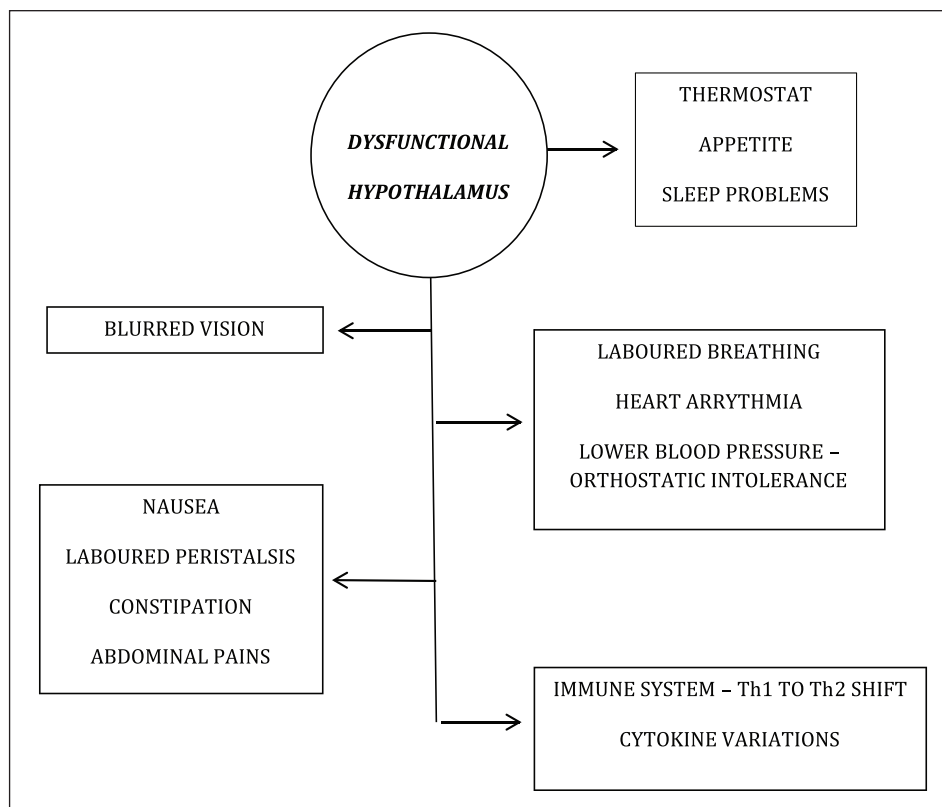 DYSFUNCTIONAL
HYPOTHALAMUS
THERMOSTAT
APPETITE
SLEEP PROBLEMS
BLURRED VISION
LABOURED BREATHING
HEART ARRYTHMIA
LOWER BLOOD PRESSURE –
ORTHOSTATIC INTOLERANCE
NAUSEA
LABOURED PERISTALSIS
CONSTIPATION
ABDOMINAL PAINS
IMMUNE SYSTEM – Th1 TO Th2 SHIFT
CYTOKINE VARIATIONS